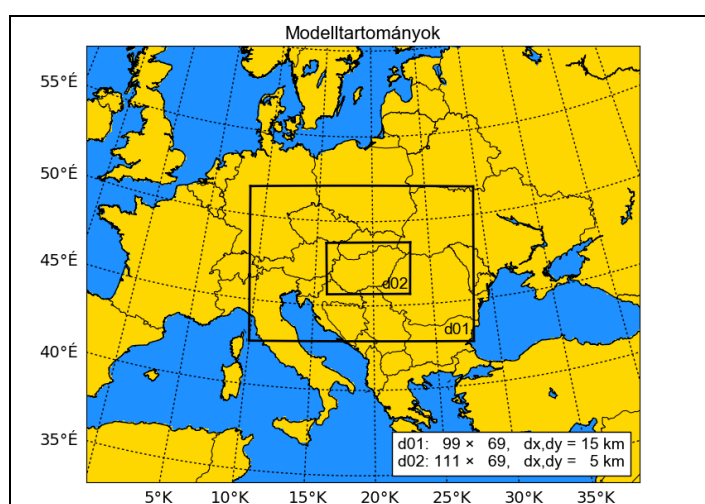 Modelltartományok
55°É
50°É
45°É
40°É
35°É
d02
d01
d01: 99 × 69, dx,dy = 15 km
d02: 111 × 69, dx,dy = 5 km
5°K 10°K 15°K 20°K 25°K 30°K 35°K